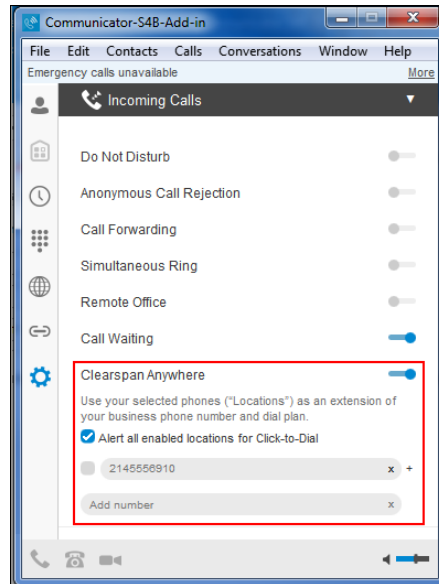 Communicator-S4B-Add-in
File Edit Contacts Calls Conversations Window Help
Emergency calls unavailable More
Incoming Calls
Do Not Disturb
Anonymous Call Rejection
Call Forwarding
Simultaneous Ring
Remote Office
Call Waiting
Clearspan Anywhere
Use your selected phones ("Locations") as an extension of
your business phone number and dial plan.
Alert all enabled locations for Click-to-Dial
2145556910 x +
Add number x